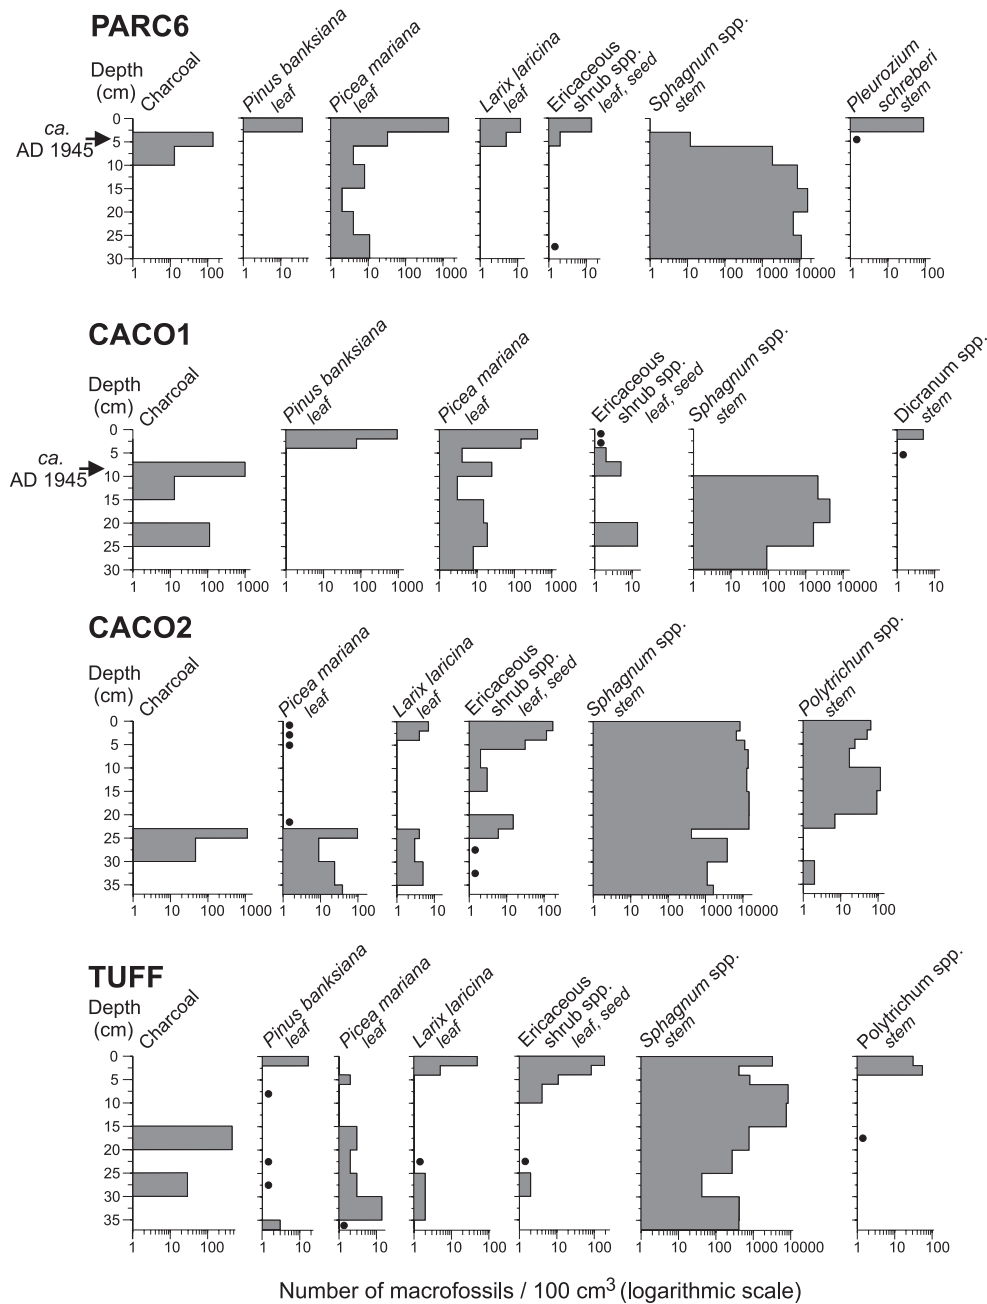 PARC6
Depth
(cm)
Charcoal
Pinus banksiana
leaf
Picea mariana
leaf
Larix laricina
leaf
Ericaceous
shrub spp.
leaf, seed
Sphagnum spp.
stem
Pleurozium
schreberi
stem
ca.
AD 1945
0
5
10
15
20
25
30
1 10 100
1 10
1 10 100 1000
1 10
1 10
1 10 100 1000 10000
1 10 100
CACO1
Depth
(cm)
Charcoal
Pinus banksiana
leaf
Picea mariana
leaf
Ericaceous
shrub spp.
leaf, seed
Sphagnum spp.
stem
Dicranum spp.
stem
ca.
AD 1945
0
5
10
15
20
25
30
1 10 100 1000
1 10 100 1000
1 10 100 1000
1 10
1 10 100 1000 10000
1 10
CACO2
Depth
(cm)
Charcoal
Picea mariana
leaf
Larix laricina
leaf
Ericaceous
shrub spp.
leaf, seed
Sphagnum spp.
stem
Polytrichum spp.
stem
0
5
10
15
20
25
30
35
1 10 100 1000
1 10 100
1 10
1 10 100
1 10 100 1000 10000
1 10 100
TUFF
Depth
(cm)
Charcoal
Pinus banksiana
leaf
Picea mariana
leaf
Larix laricina
leaf
Ericaceous
shrub spp.
leaf, seed
Sphagnum spp.
stem
Polytrichum spp.
stem
0
5
10
15
20
25
30
35
1 10 100
1 10
1 10
1 10 100
1 10 100
1 10 100 1000 10000
1 10 100
Number of macrofossils / 100 cm3 (logarithmic scale)